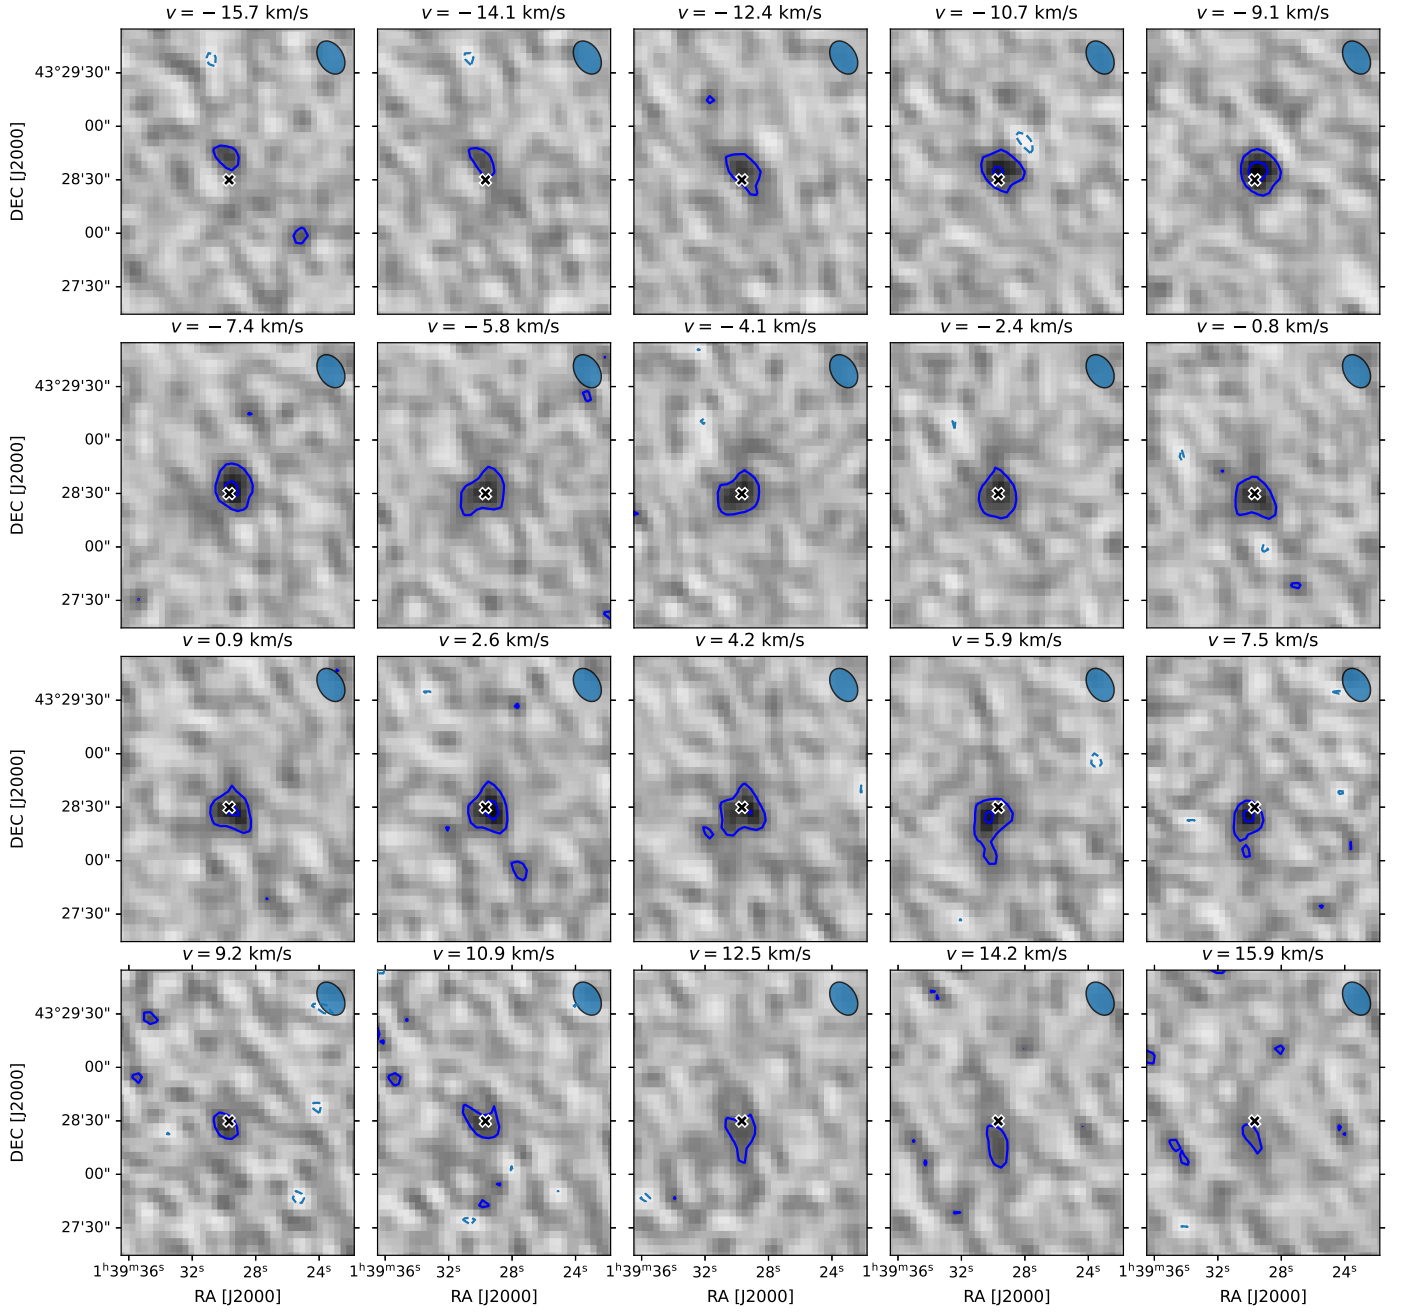 v = −15.7 km/s v = −14.1 km/s v = −12.4 km/s v = −10.7 km/s v = −9.1 km/s
43°29'30"
00"
28'30"
00"
27'30"
DEC [J2000]
v = −7.4 km/s v = −5.8 km/s v = −4.1 km/s v = −2.4 km/s v = −0.8 km/s
43°29'30"
00"
28'30"
00"
27'30"
DEC [J2000]
v = 0.9 km/s v = 2.6 km/s v = 4.2 km/s v = 5.9 km/s v = 7.5 km/s
43°29'30"
00"
28'30"
00"
27'30"
DEC [J2000]
v = 9.2 km/s v = 10.9 km/s v = 12.5 km/s v = 14.2 km/s v = 15.9 km/s
43°29'30"
00"
28'30"
00"
27'30"
DEC [J2000]
1ʰ39ᵐ36ˢ 32ˢ 28ˢ 24ˢ 1ʰ39ᵐ36ˢ 32ˢ 28ˢ 24ˢ 1ʰ39ᵐ36ˢ 32ˢ 28ˢ 24ˢ 1ʰ39ᵐ36ˢ 32ˢ 28ˢ 24ˢ 1ʰ39ᵐ36ˢ 32ˢ 28ˢ 24ˢ
RA [J2000] RA [J2000] RA [J2000] RA [J2000] RA [J2000]